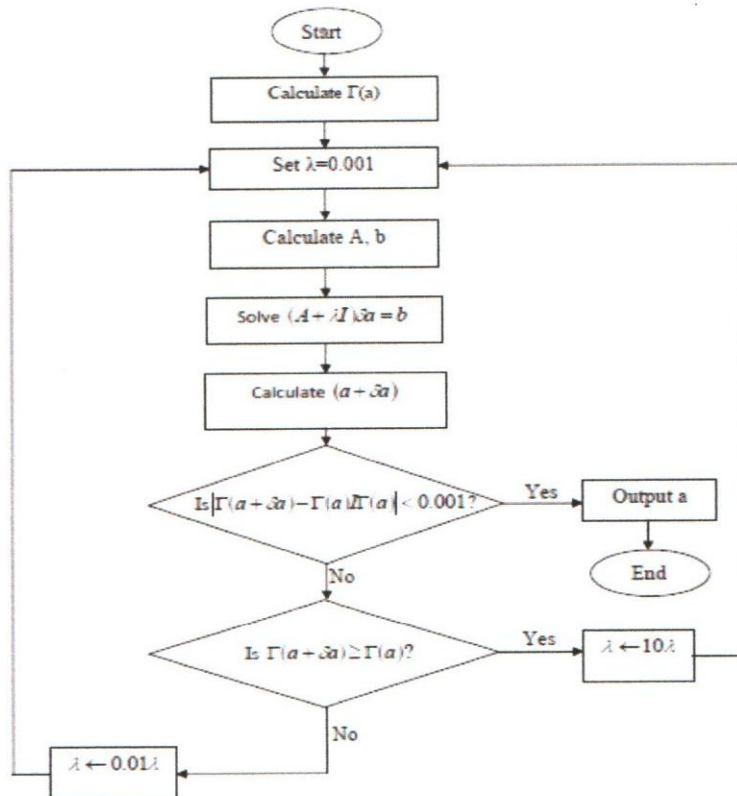 Start
Calculate Γ(a)
Set λ=0.001
Calculate A, b
Solve (A + λI)δa = b
Calculate (a + δa)
Is |Γ(a + δa) − Γ(a)/Γ(a)| < 0.001?
Yes
Output a
End
No
Is Γ(a + δa) ≥ Γ(a)?
Yes
λ ← 10λ
No
λ ← 0.01λ